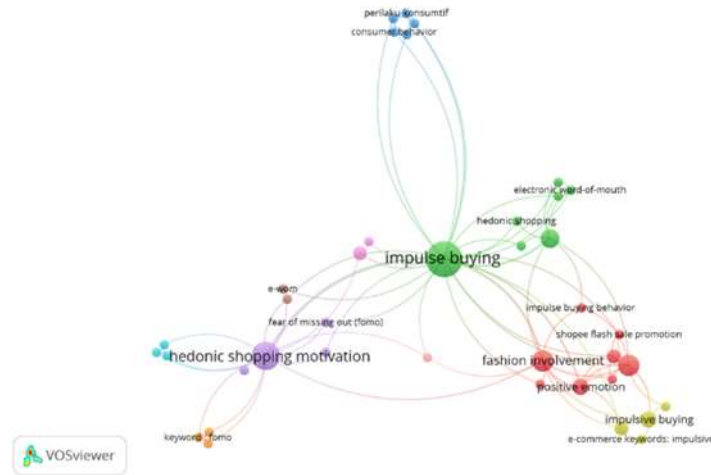 perilaku konsumtif
consumer behavior
electronic word-of-mouth
hedonic shopping
impulse buying
e-wom
impulse buying behavior
fear of missing out (fomo)
shopee flash sale promotion
hedonic shopping motivation
fashion involvement
positive emotion
impulsive buying
keyword : fomo
e-commerce keywords: impulsive
VOSviewer